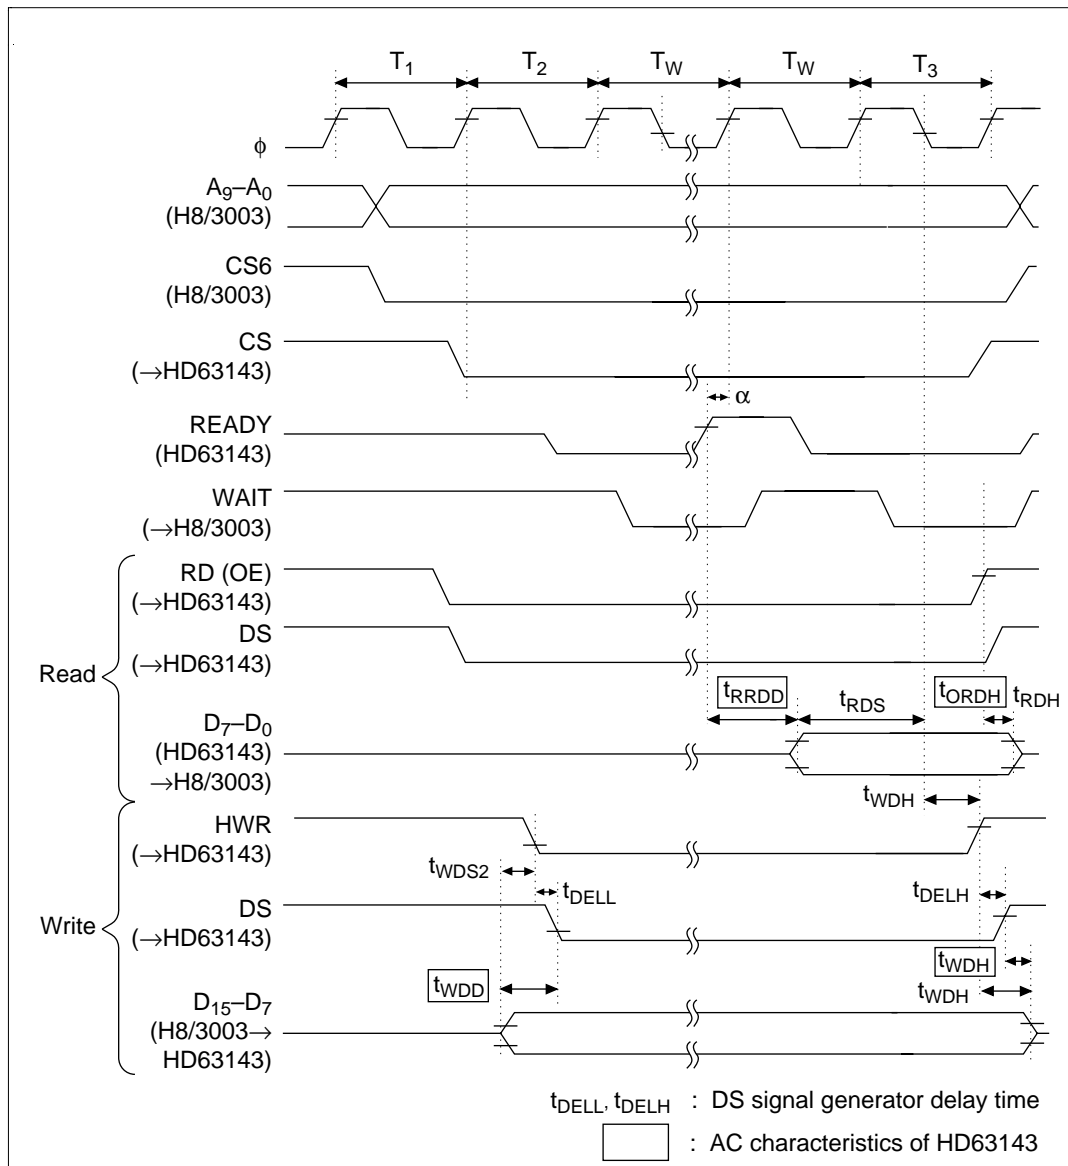 T1 T2 TW TW T3
ϕ
A9–A0
(H8/3003)
CS6
(H8/3003)
CS
(→HD63143)
α
READY
(HD63143)
WAIT
(→H8/3003)
RD (OE)
(→HD63143)
DS
(→HD63143)
Read
tRRDD tRDS tORDH tRDH
D7–D0
(HD63143)
→H8/3003)
tWDH
HWR
(→HD63143)
tWDS2
tDELL tDELH
DS
(→HD63143)
Write
tWDH
tWDD tWDH
D15–D7
(H8/3003→
HD63143)
tDELL, tDELH : DS signal generator delay time
: AC characteristics of HD63143